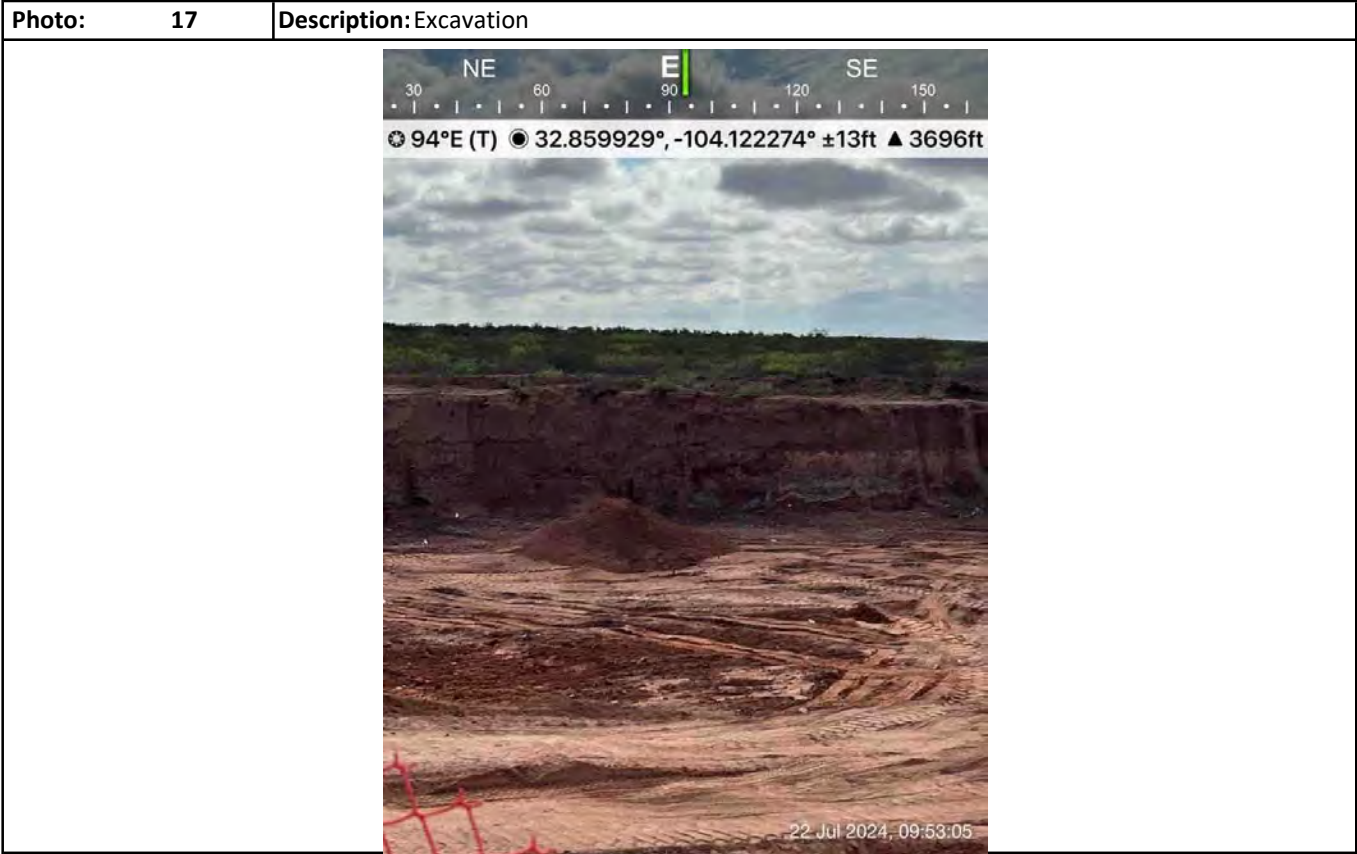 Photo: 17 Description: Excavation
NE E SE
30 60 90 120 150
94°E (T) 32.859929°, -104.122274° ±13ft ▲ 3696ft
22 Jul 2024, 09:53:05